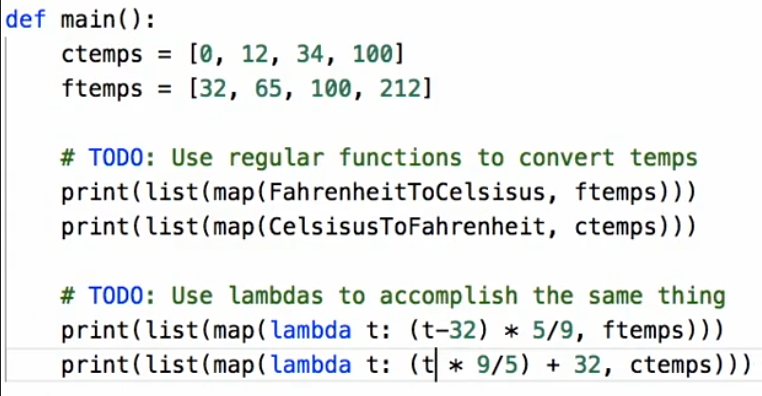 def main():
    ctemps = [0, 12, 34, 100]
    ftemps = [32, 65, 100, 212]
    # TODO: Use regular functions to convert temps
    print(list(map(FahrenheitToCelsisus, ftemps)))
    print(list(map(CelsisusToFahrenheit, ctemps)))
    # TODO: Use lambdas to accomplish the same thing
    print(list(map(lambda t: (t-32) * 5/9, ftemps)))
    print(list(map(lambda t: (t * 9/5) + 32, ctemps)))